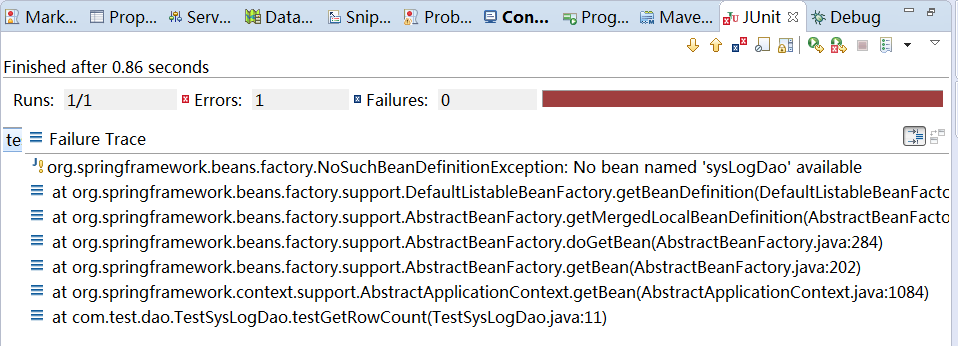 Mark... Prop... Serv... Data... Snip... Prob... Con... Prog... Mave... JUnit Debug
Finished after 0.86 seconds
Runs: 1/1 Errors: 1 Failures: 0
te Failure Trace
org.springframework.beans.factory.NoSuchBeanDefinitionException: No bean named 'sysLogDao' available
at org.springframework.beans.factory.support.DefaultListableBeanFactory.getBeanDefinition(DefaultListableBeanFacto
at org.springframework.beans.factory.support.AbstractBeanFactory.getMergedLocalBeanDefinition(AbstractBeanFacto
at org.springframework.beans.factory.support.AbstractBeanFactory.doGetBean(AbstractBeanFactory.java:284)
at org.springframework.beans.factory.support.AbstractBeanFactory.getBean(AbstractBeanFactory.java:202)
at org.springframework.context.support.AbstractApplicationContext.getBean(AbstractApplicationContext.java:1084)
at com.test.dao.TestSysLogDao.testGetRowCount(TestSysLogDao.java:11)